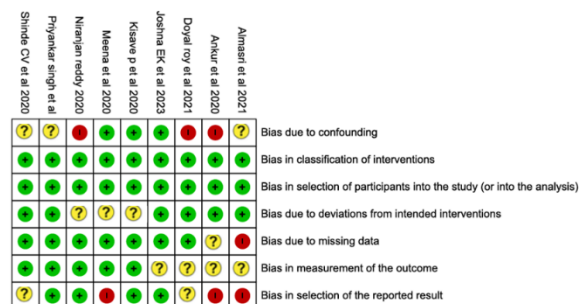 Shinde CV et al 2020
Priyankar singh et al
Niranjan reddy 2020
Meena et al 2020
Kisave p et al 2020
Joshna EK et al 2023
Doyal roy et al 2021
Ankur et al 2020
Almasri et al 2021
? ? - + + + - - ? Bias due to confounding
+ + + + + + + + + Bias in classification of interventions
+ + + + + + + + + Bias in selection of participants into the study (or into the analysis)
+ + ? ? ? + + + + Bias due to deviations from intended interventions
+ + + + + + + ? - Bias due to missing data
+ + + + + ? ? ? ? Bias in measurement of the outcome
? + + - + + ? - - Bias in selection of the reported result